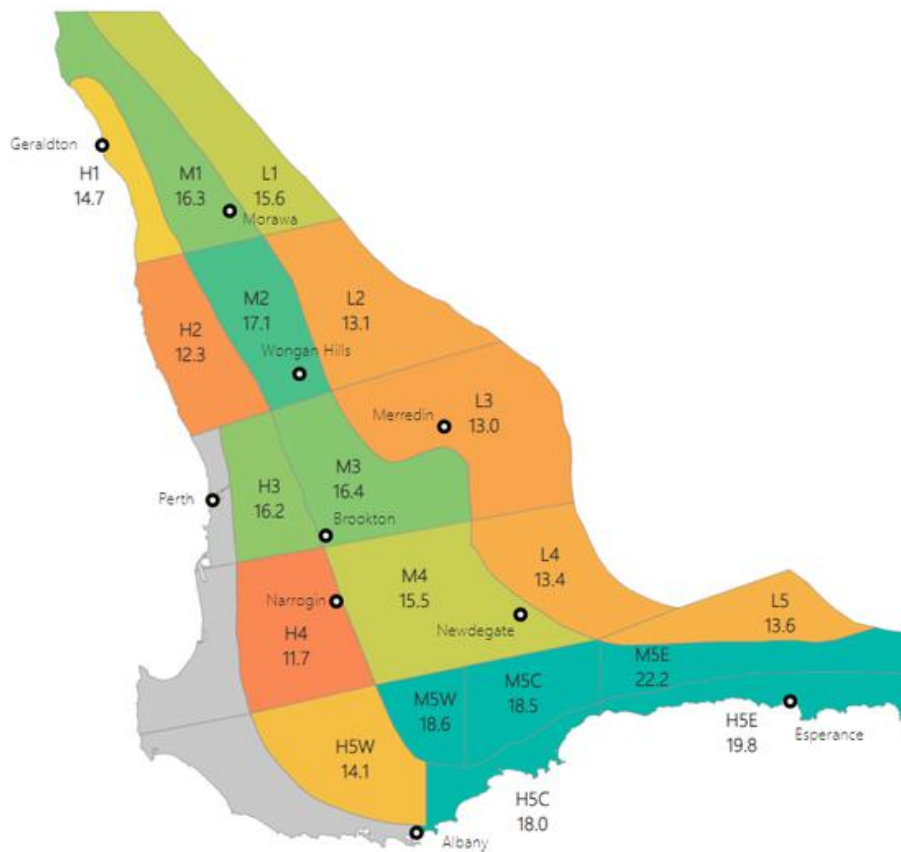 Geraldton
H1
14.7
M1
16.3
L1
15.6
Morawa
M2
17.1
L2
13.1
H2
12.3
Wongan Hills
Merredin
L3
13.0
M3
16.4
H3
16.2
Perth
Brookton
L4
13.4
M4
15.5
Narrogin
L5
13.6
Newdegate
H4
11.7
M5E
22.2
M5W
18.6
M5C
18.5
H5E
19.8
Esperance
H5W
14.1
H5C
18.0
Albany